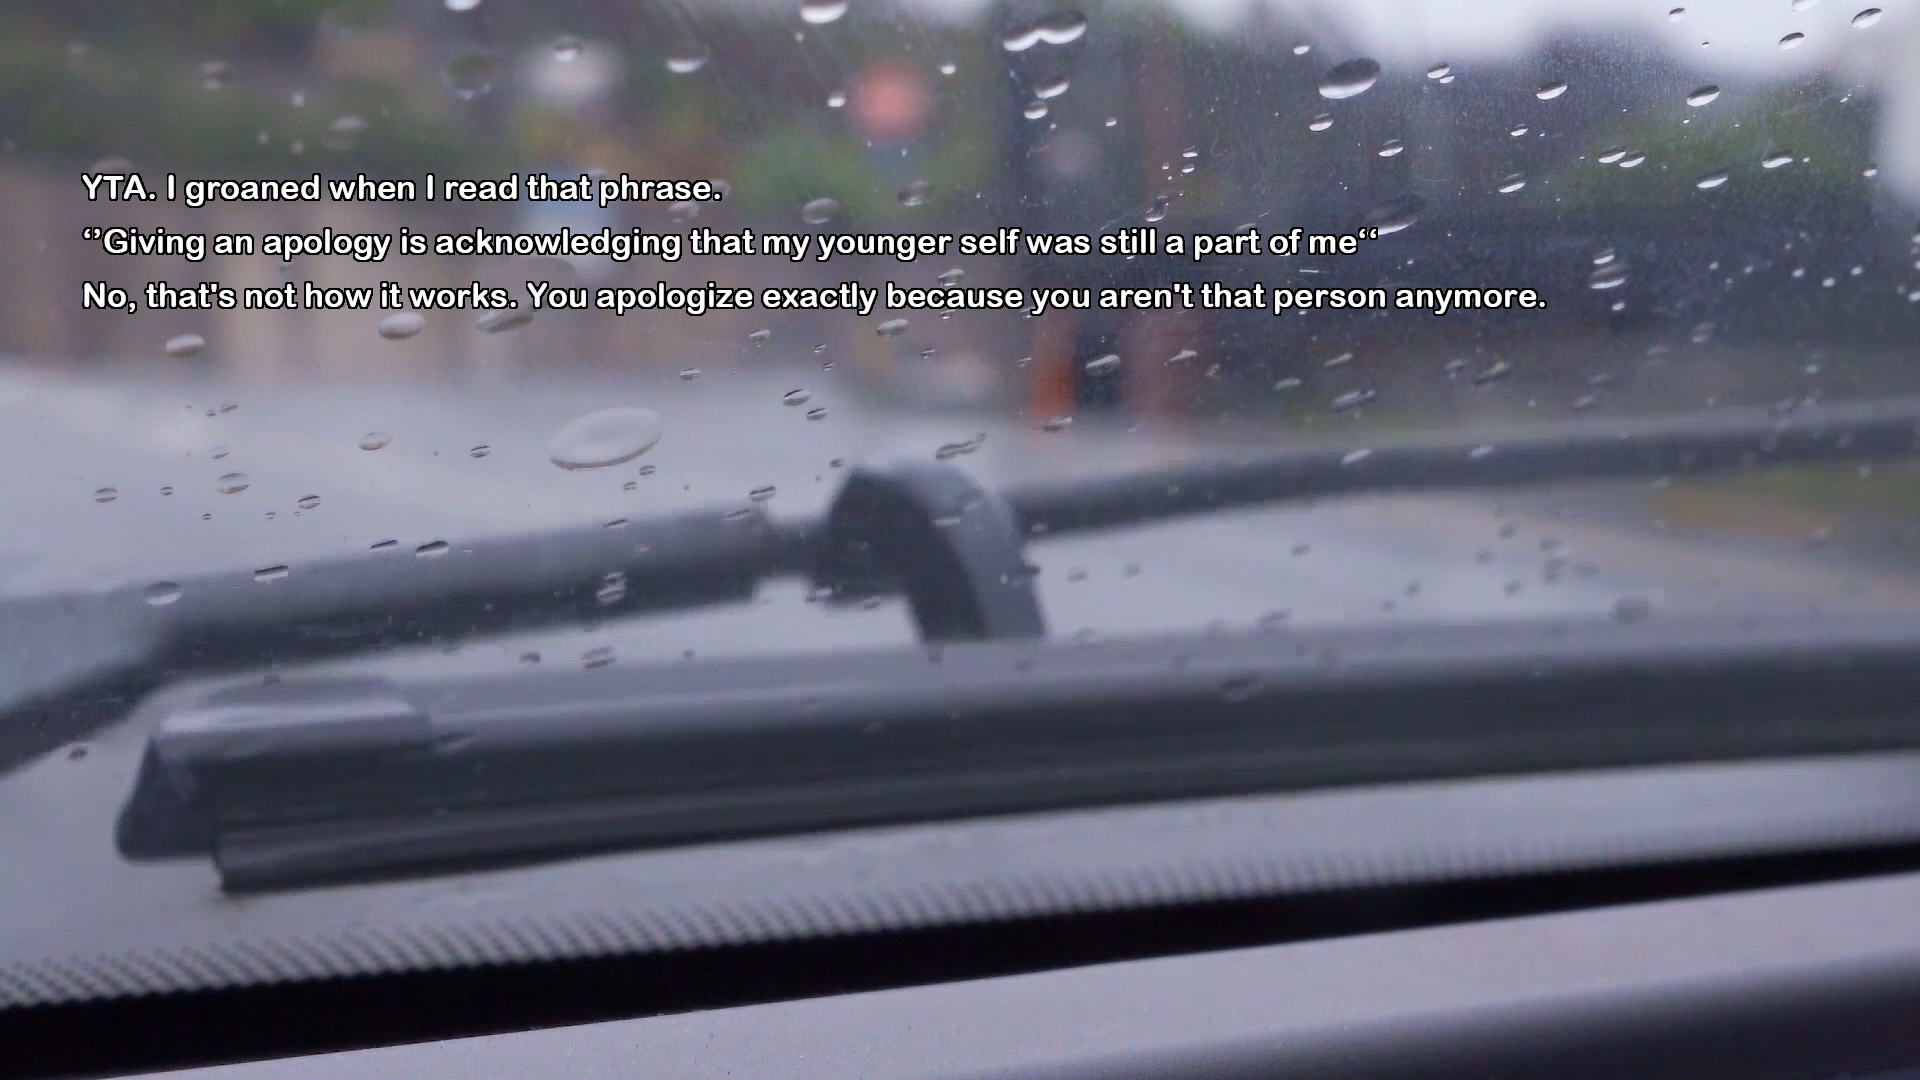 YTA. I groaned when I read that phrase.
‘’Giving an apology is acknowledging that my younger self was still a part of me‘‘
No, that's not how it works. You apologize exactly because you aren't that person anymore.